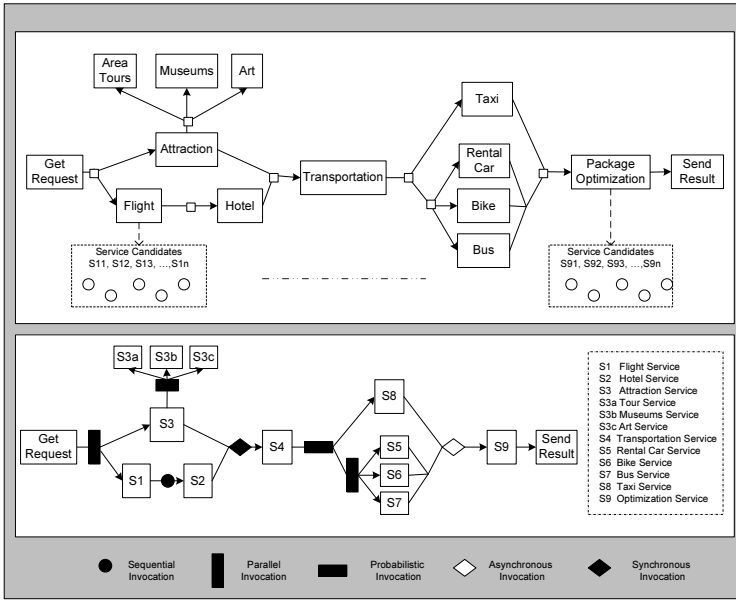 Area
Tours
Museums
Art
Get
Request
Attraction
Flight
Hotel
Transportation
Taxi
Rental
Car
Bike
Bus
Package
Optimization
Send
Result
Service Candidates
S11, S12, S13, ...,S1n
Service Candidates
S91, S92, S93, ...,S9n
S3a
S3b
S3c
Get
Request
S3
S1
S2
S4
S8
S5
S6
S7
S9
Send
Result
S1 Flight Service
S2 Hotel Service
S3 Attraction Service
S3a Tour Service
S3b Museums Service
S3c Art Service
S4 Transportation Service
S5 Rental Car Service
S6 Bike Service
S7 Bus Service
S8 Taxi Service
S9 Optimization Service
Sequential
Invocation
Parallel
Invocation
Probabilistic
Invocation
Asynchronous
Invocation
Synchronous
Invocation